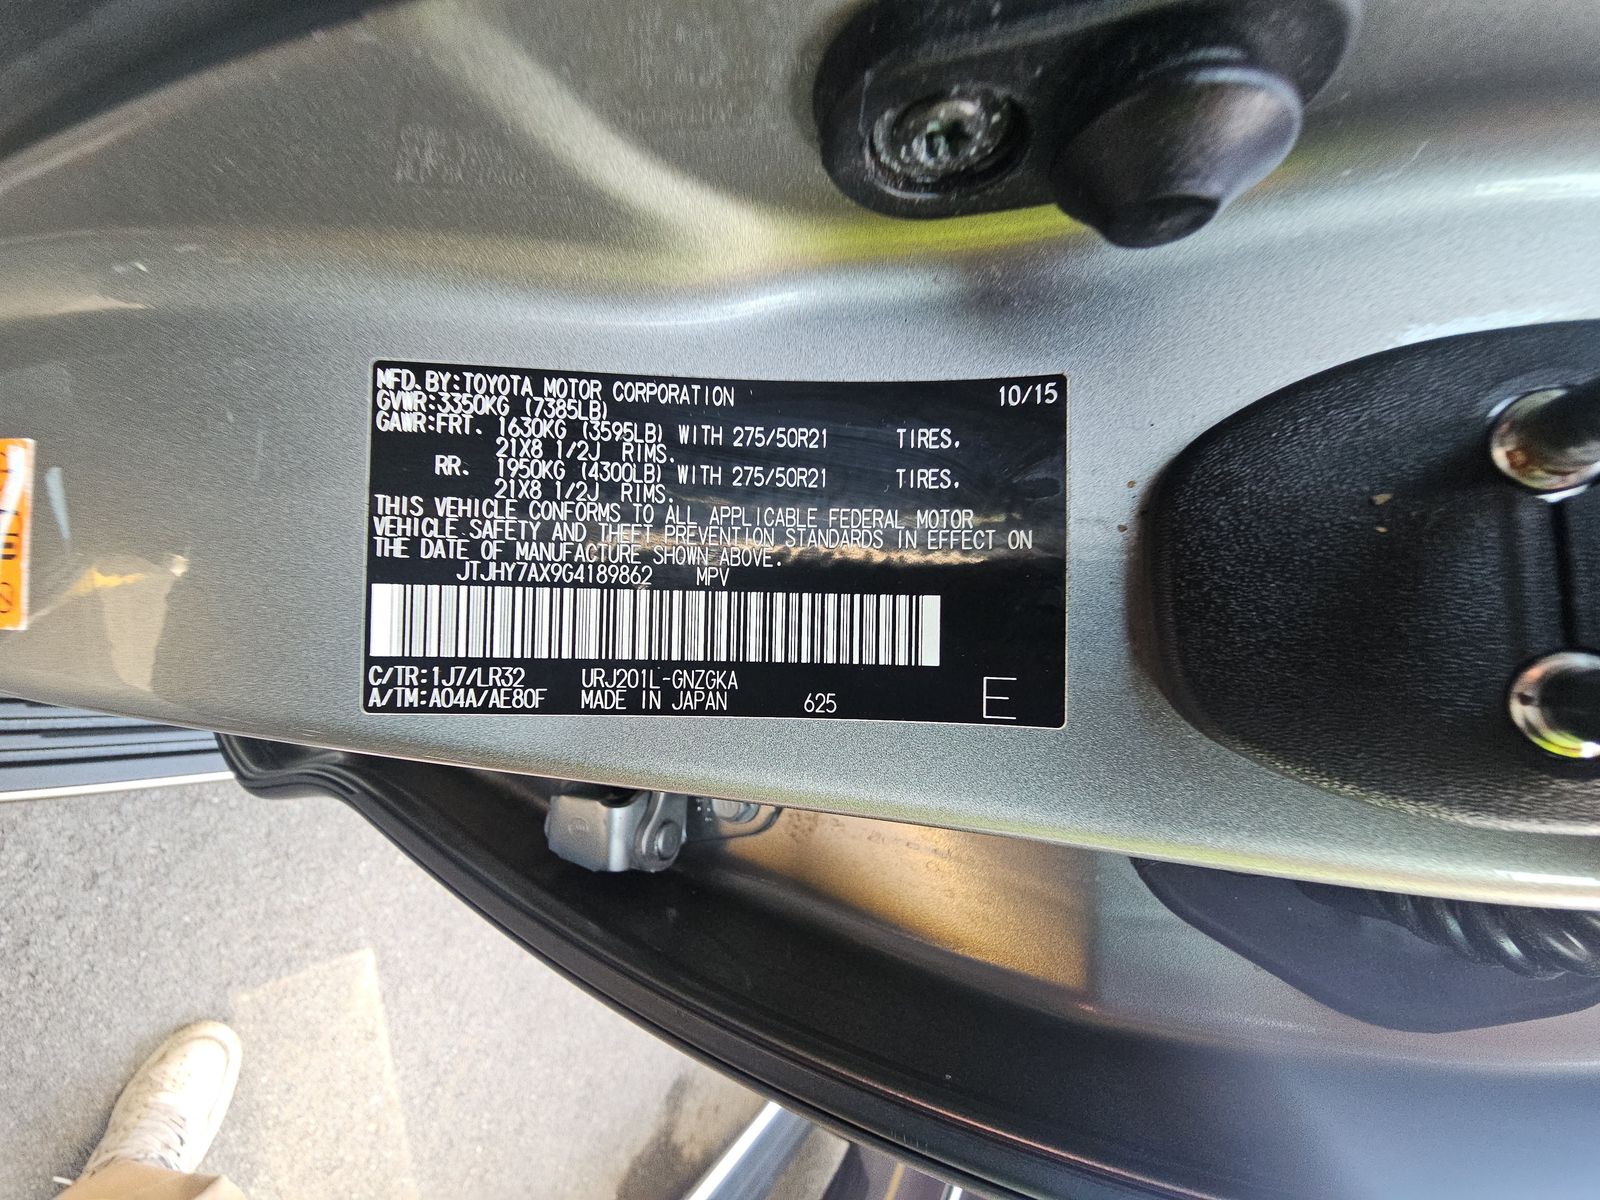 MFD. BY:TOYOTA MOTOR CORPORATION 10/15
GVWR:3350KG (7385LB)
GAWR:FRT. 1630KG (3595LB) WITH 275/50R21 TIRES.
21X8 1/2J RIMS.
RR. 1950KG (4300LB) WITH 275/50R21 TIRES.
21X8 1/2J RIMS.
THIS VEHICLE CONFORMS TO ALL APPLICABLE FEDERAL MOTOR
VEHICLE SAFETY AND THEFT PREVENTION STANDARDS IN EFFECT ON
THE DATE OF MANUFACTURE SHOWN ABOVE.
JTJHY7AX9G4189862 MPV
C/TR:1J7/LR32 URJ201L-GNZGKA
A/TM:A04A/AE80F MADE IN JAPAN 625 E